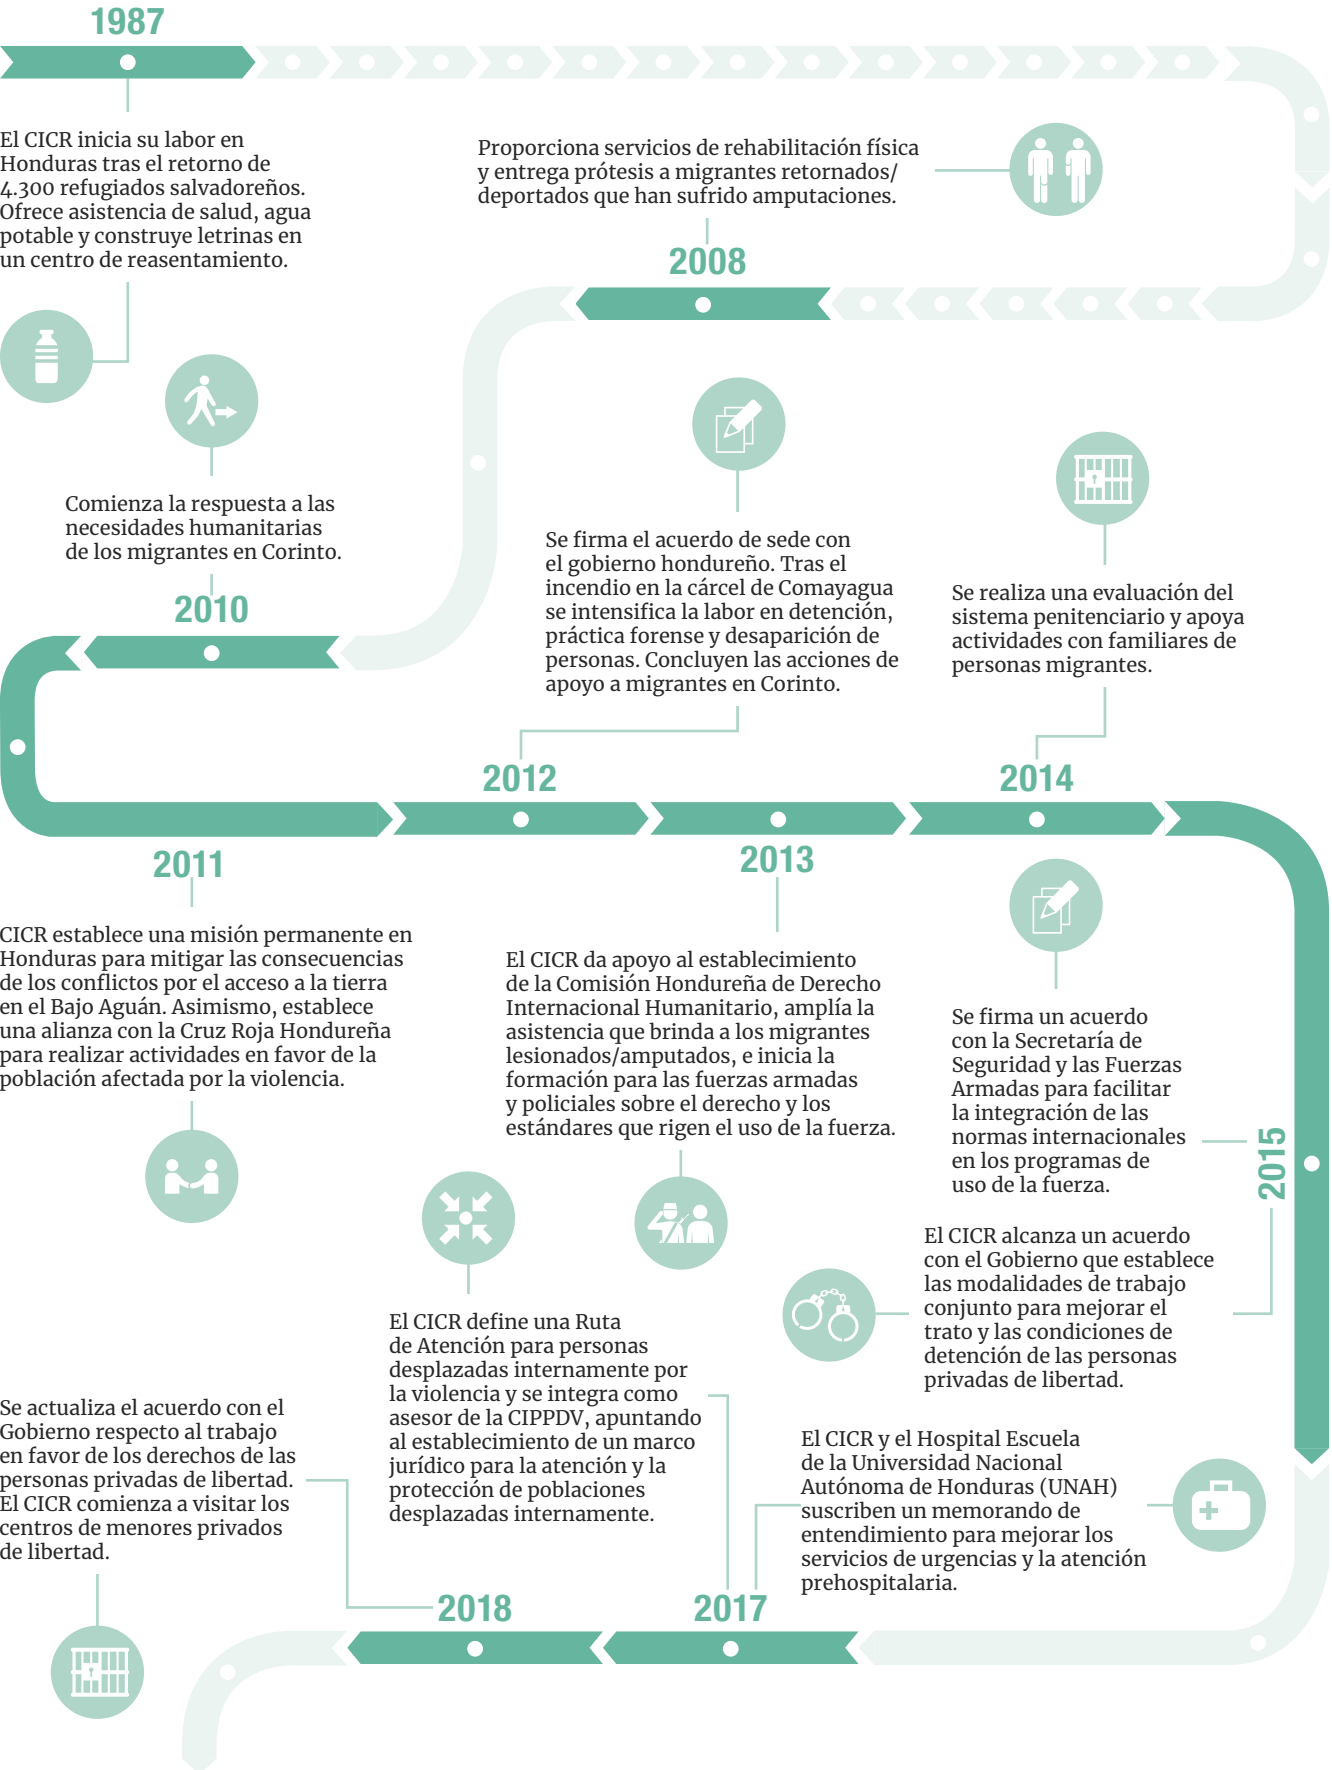 1987
El CICR inicia su labor en
Honduras tras el retorno de
4.300 refugiados salvadoreños.
Ofrece asistencia de salud, agua
potable y construye letrinas en
un centro de reasentamiento.
Proporciona servicios de rehabilitación física
y entrega prótesis a migrantes retornados/
deportados que han sufrido amputaciones.
2008
Comienza la respuesta a las
necesidades humanitarias
de los migrantes en Corinto.
2010
2011
CICR establece una misión permanente en
Honduras para mitigar las consecuencias
de los conflictos por el acceso a la tierra
en el Bajo Aguán. Asimismo, establece
una alianza con la Cruz Roja Hondureña
para realizar actividades en favor de la
población afectada por la violencia.
Se firma el acuerdo de sede con
el gobierno hondureño. Tras el
incendio en la cárcel de Comayagua
se intensifica la labor en detención,
práctica forense y desaparición de
personas. Concluyen las acciones de
apoyo a migrantes en Corinto.
2012
2013
El CICR da apoyo al establecimiento
de la Comisión Hondureña de Derecho
Internacional Humanitario, amplía la
asistencia que brinda a los migrantes
lesionados/amputados, e inicia la
formación para las fuerzas armadas
y policiales sobre el derecho y los
estándares que rigen el uso de la fuerza.
Se realiza una evaluación del
sistema penitenciario y apoya
actividades con familiares de
personas migrantes.
2014
Se firma un acuerdo
con la Secretaría de
Seguridad y las Fuerzas
Armadas para facilitar
la integración de las
normas internacionales
en los programas de
uso de la fuerza.
2015
El CICR alcanza un acuerdo
con el Gobierno que establece
las modalidades de trabajo
conjunto para mejorar el
trato y las condiciones de
detención de las personas
privadas de libertad.
El CICR y el Hospital Escuela
de la Universidad Nacional
Autónoma de Honduras (UNAH)
suscriben un memorando de
entendimiento para mejorar los
servicios de urgencias y la atención
prehospitalaria.
El CICR define una Ruta
de Atención para personas
desplazadas internamente por
la violencia y se integra como
asesor de la CIPPDV, apuntando
al establecimiento de un marco
jurídico para la atención y la
protección de poblaciones
desplazadas internamente.
2017
2018
Se actualiza el acuerdo con el
Gobierno respecto al trabajo
en favor de los derechos de las
personas privadas de libertad.
El CICR comienza a visitar los
centros de menores privados
de libertad.